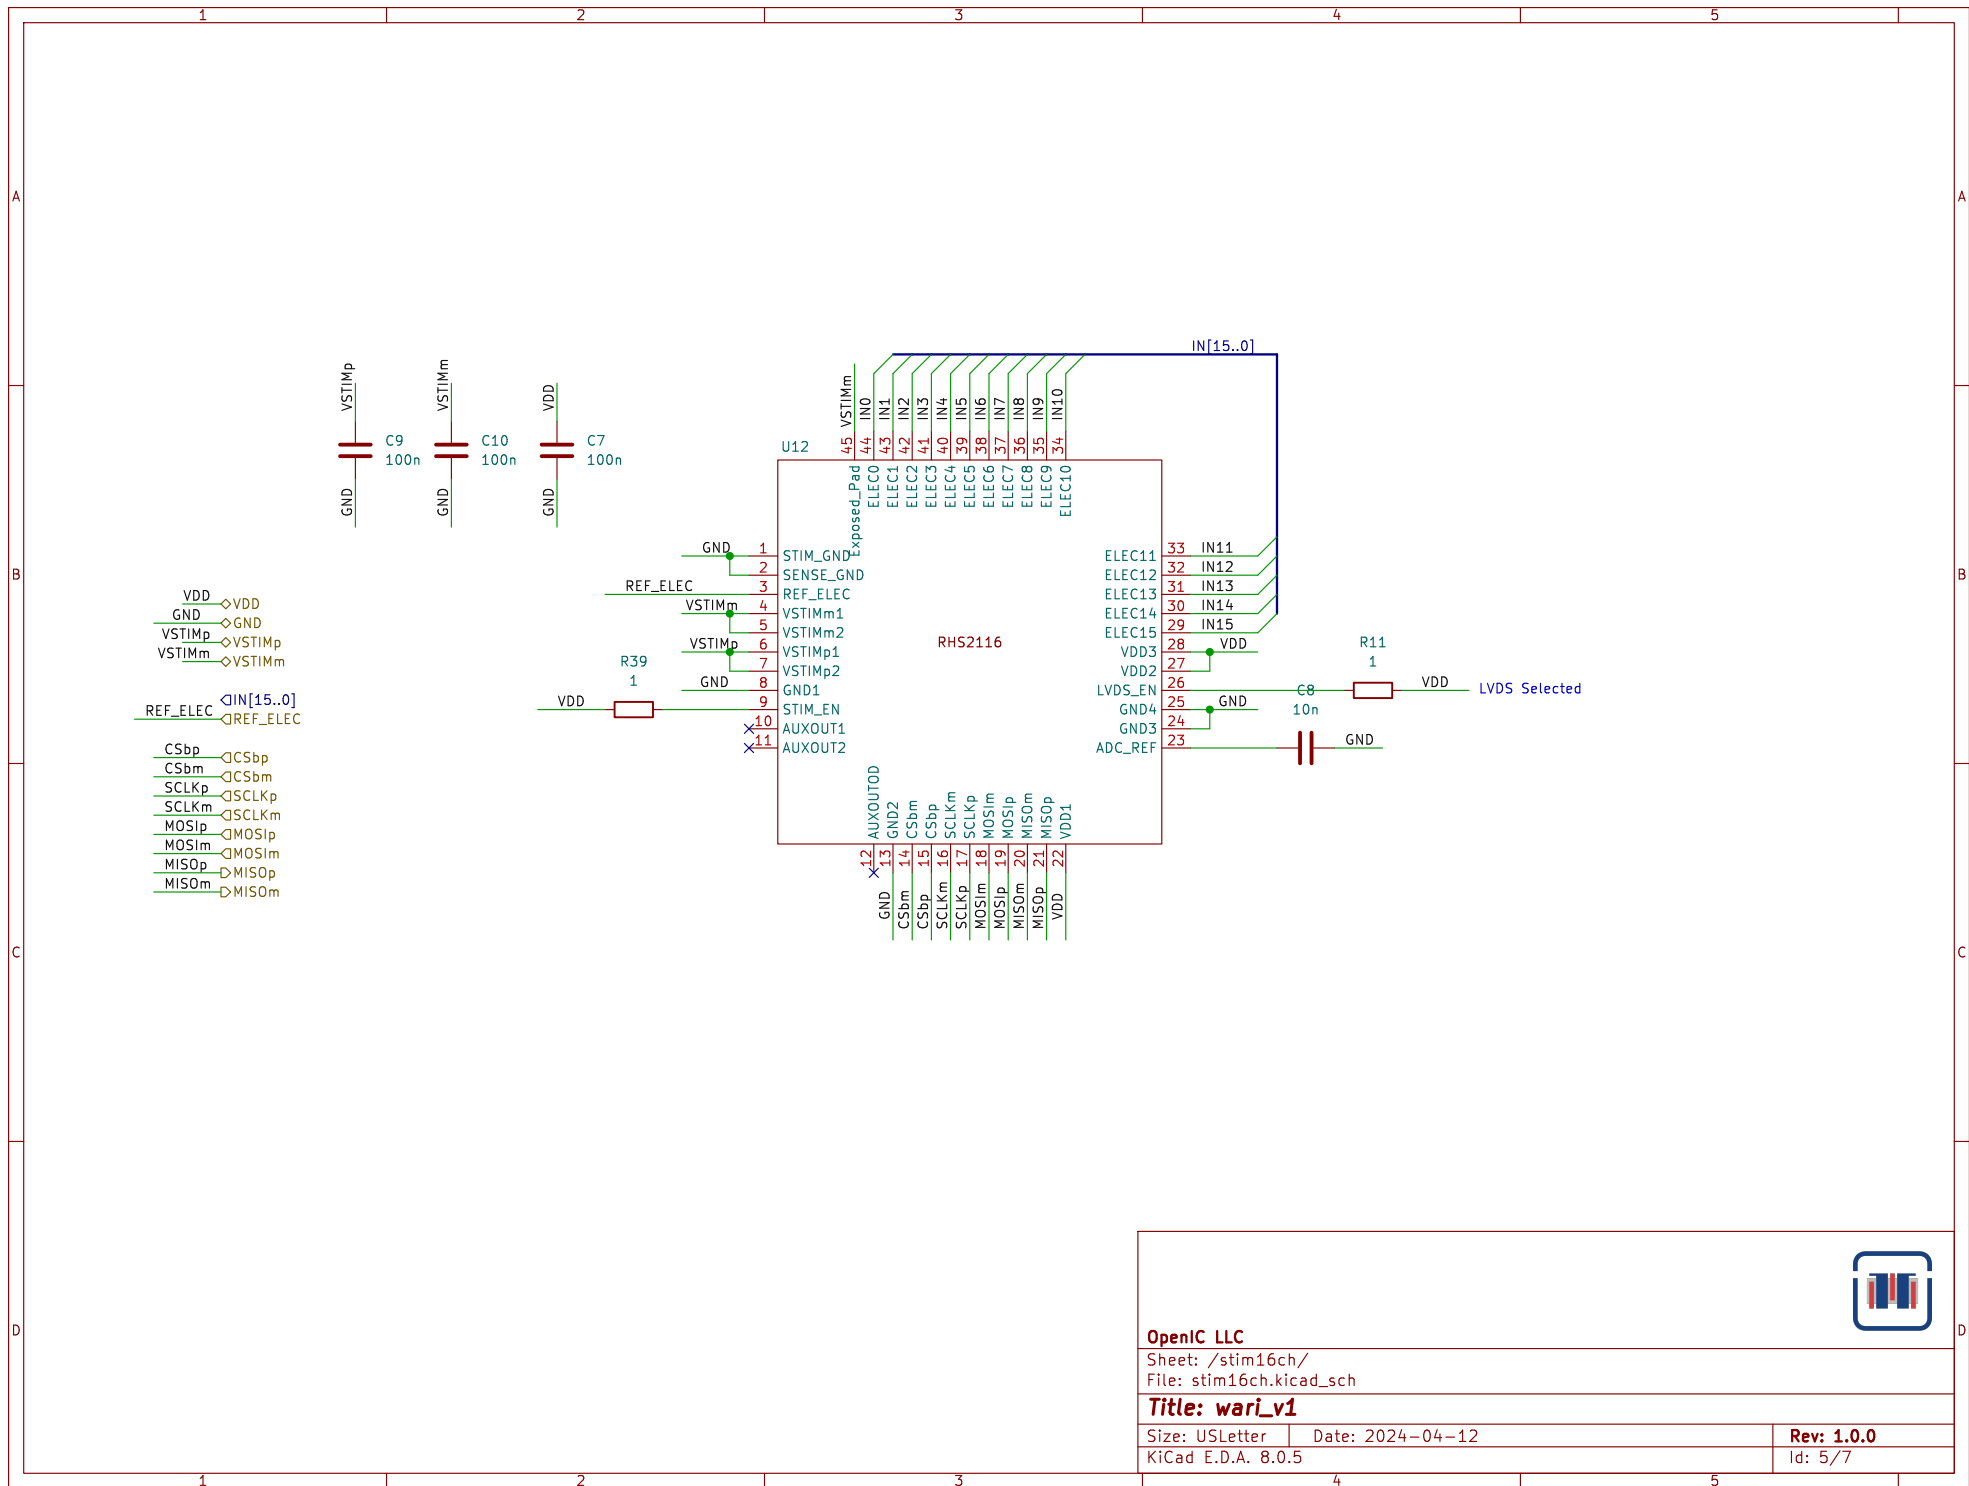 1 2 3 4 5
A A
B B
C C
D D
VSTIMp
C9
100n
GND
VSTIMm
C10
100n
GND
VDD
C7
100n
GND
VDD VDD
GND GND
VSTIMp VSTIMp
VSTIMm VSTIMm
IN[15..0]
REF_ELEC REF_ELEC
CSbp CSbp
CSbm CSbm
SCLKp SCLKp
SCLKm SCLKm
MOSIp MOSIp
MOSIm MOSIm
MISOp MISOp
MISOm MISOm
IN[15..0]
U12
RHS2116
VSTIMm 45 Exposed_Pad
IN0 44 ELEC0
IN1 43 ELEC1
IN2 42 ELEC2
IN3 41 ELEC3
IN4 40 ELEC4
IN5 39 ELEC5
IN6 38 ELEC6
IN7 37 ELEC7
IN8 36 ELEC8
IN9 35 ELEC9
IN10 34 ELEC10
GND 1 STIM_GND
2 SENSE_GND
REF_ELEC 3 REF_ELEC
VSTIMm 4 VSTIMm1
5 VSTIMm2
VSTIMp 6 VSTIMp1
7 VSTIMp2
GND 8 GND1
R39
1
VDD 9 STIM_EN
10 AUXOUT1
11 AUXOUT2
ELEC11 33 IN11
ELEC12 32 IN12
ELEC13 31 IN13
ELEC14 30 IN14
ELEC15 29 IN15
VDD3 28 VDD
VDD2 27
R11
1
LVDS_EN 26 VDD LVDS Selected
GND4 25 GND
GND3 24
C8
10n
ADC_REF 23 GND
AUXOUTOD 12
GND2 13 GND
CSbm 14 CSbm
CSbp 15 CSbp
SCLKm 16 SCLKm
SCLKp 17 SCLKp
MOSIm 18 MOSIm
MOSIp 19 MOSIp
MISOm 20 MISOm
MISOp 21 MISOp
VDD1 22 VDD
OpenIC LLC
Sheet: /stim16ch/
File: stim16ch.kicad_sch
Title: wari_v1
Size: USLetter Date: 2024-04-12 Rev: 1.0.0
KiCad E.D.A. 8.0.5 Id: 5/7
1 2 3 4 5